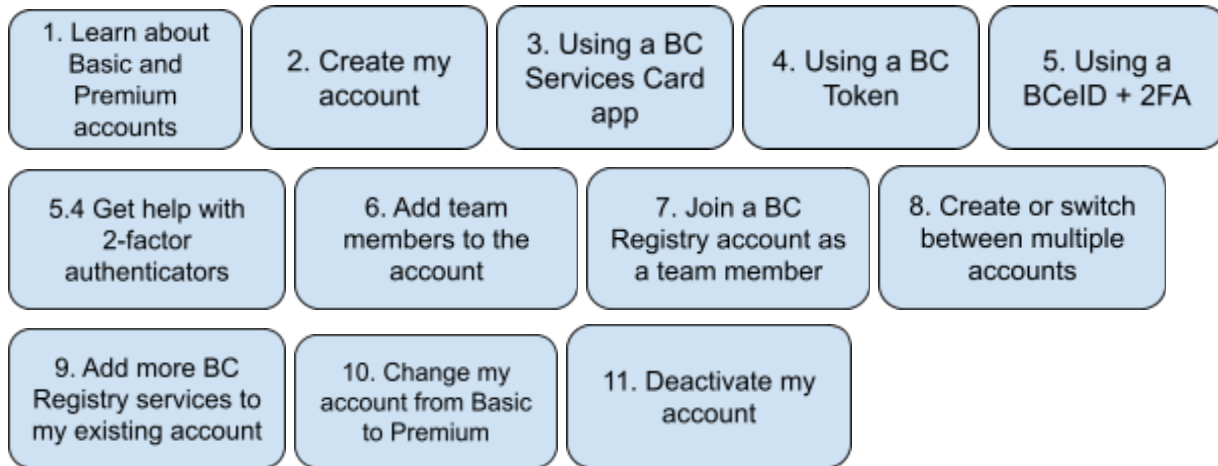 1. Learn about
Basic and
Premium
accounts
2. Create my
account
3. Using a BC
Services Card
app
4. Using a BC
Token
5. Using a
BCeID + 2FA
5.4 Get help with
2-factor
authenticators
6. Add team
members to the
account
7. Join a BC
Registry account as
a team member
8. Create or switch
between multiple
accounts
9. Add more BC
Registry services to
my existing account
10. Change my
account from Basic
to Premium
11. Deactivate my
account